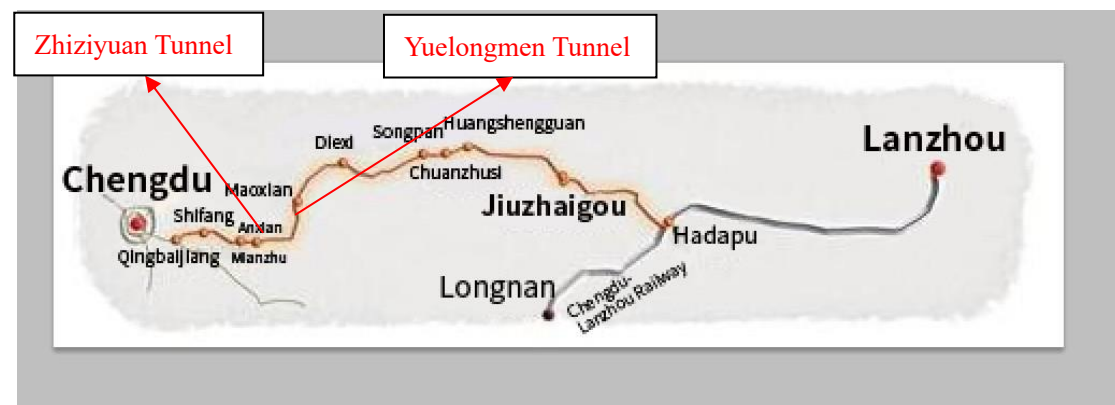 Zhiziyuan Tunnel
Yuelongmen Tunnel
Chengdu
Qingbaijiang
Shifang
Mianzhu
Anxian
Maoxian
Diexi
Songpan
Chuanzhusi
Huangshengguan
Jiuzhaigou
Hadapu
Longnan
Chengdu-
Lanzhou Railway
Lanzhou